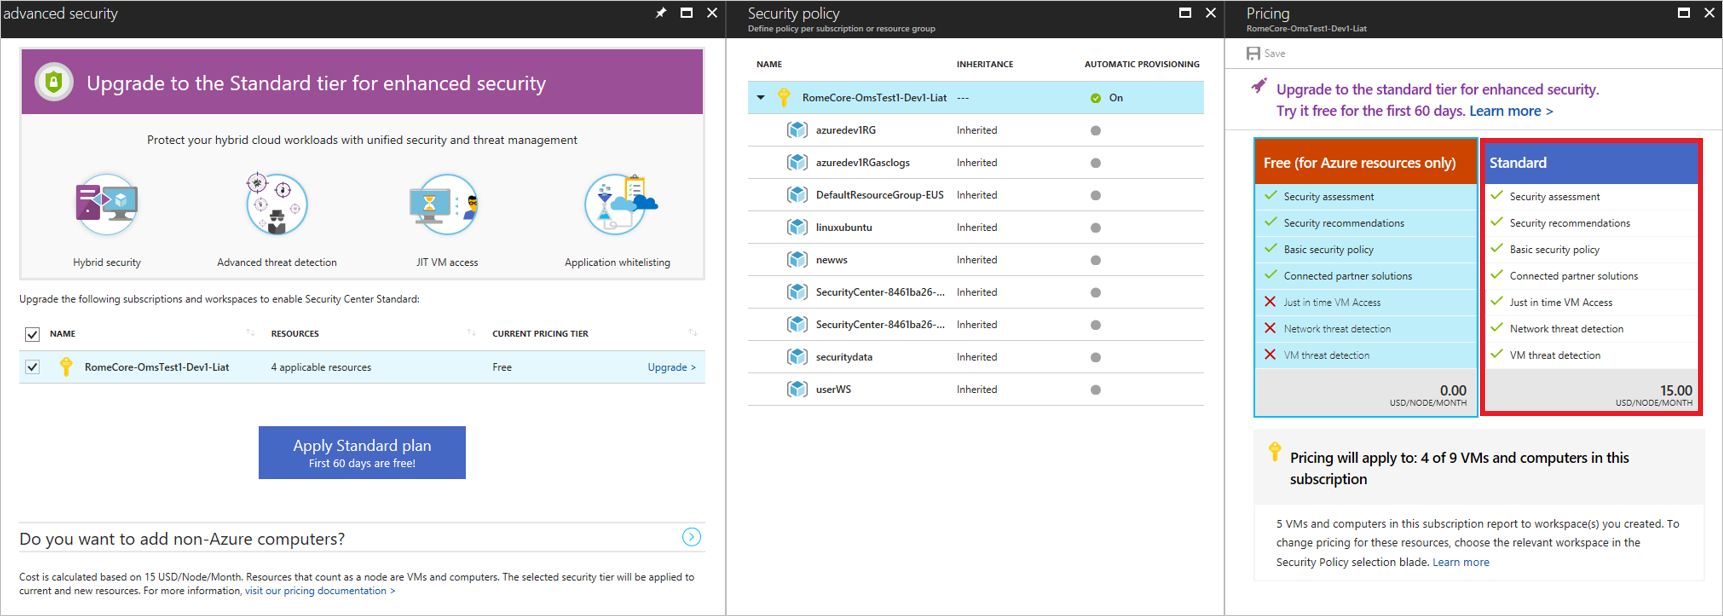 advanced security
Upgrade to the Standard tier for enhanced security
Protect your hybrid cloud workloads with unified security and threat management
Hybrid security
Advanced threat detection
JIT VM access
Application whitelisting
Upgrade the following subscriptions and workspaces to enable Security Center Standard:
NAME RESOURCES CURRENT PRICING TIER
RomeCore-OmsTest1-Dev1-Liat 4 applicable resources Free Upgrade >
Apply Standard plan
First 60 days are free!
Do you want to add non-Azure computers?
Cost is calculated based on 15 USD/Node/Month. Resources that count as a node are VMs and computers. The selected security tier will be applied to
current and new resources. For more information, visit our pricing documentation >
Security policy
Define policy per subscription or resource group
NAME INHERITANCE AUTOMATIC PROVISIONING
RomeCore-OmsTest1-Dev1-Liat --- On
azuredev1RG Inherited
azuredev1RGasclogs Inherited
DefaultResourceGroup-EUS Inherited
linuxubuntu Inherited
newws Inherited
SecurityCenter-8461ba26-... Inherited
SecurityCenter-8461ba26-... Inherited
securitydata Inherited
userWS Inherited
Pricing
RomeCore-OmsTest1-Dev1-Liat
Save
Upgrade to the standard tier for enhanced security.
Try it free for the first 60 days. Learn more >
Free (for Azure resources only)
Security assessment
Security recommendations
Basic security policy
Connected partner solutions
Just in time VM Access
Network threat detection
VM threat detection
0.00
USD/NODE/MONTH
Standard
Security assessment
Security recommendations
Basic security policy
Connected partner solutions
Just in time VM Access
Network threat detection
VM threat detection
15.00
USD/NODE/MONTH
Pricing will apply to: 4 of 9 VMs and computers in this
subscription
5 VMs and computers in this subscription report to workspace(s) you created. To
change pricing for these resources, choose the relevant workspace in the
Security Policy selection blade. Learn more